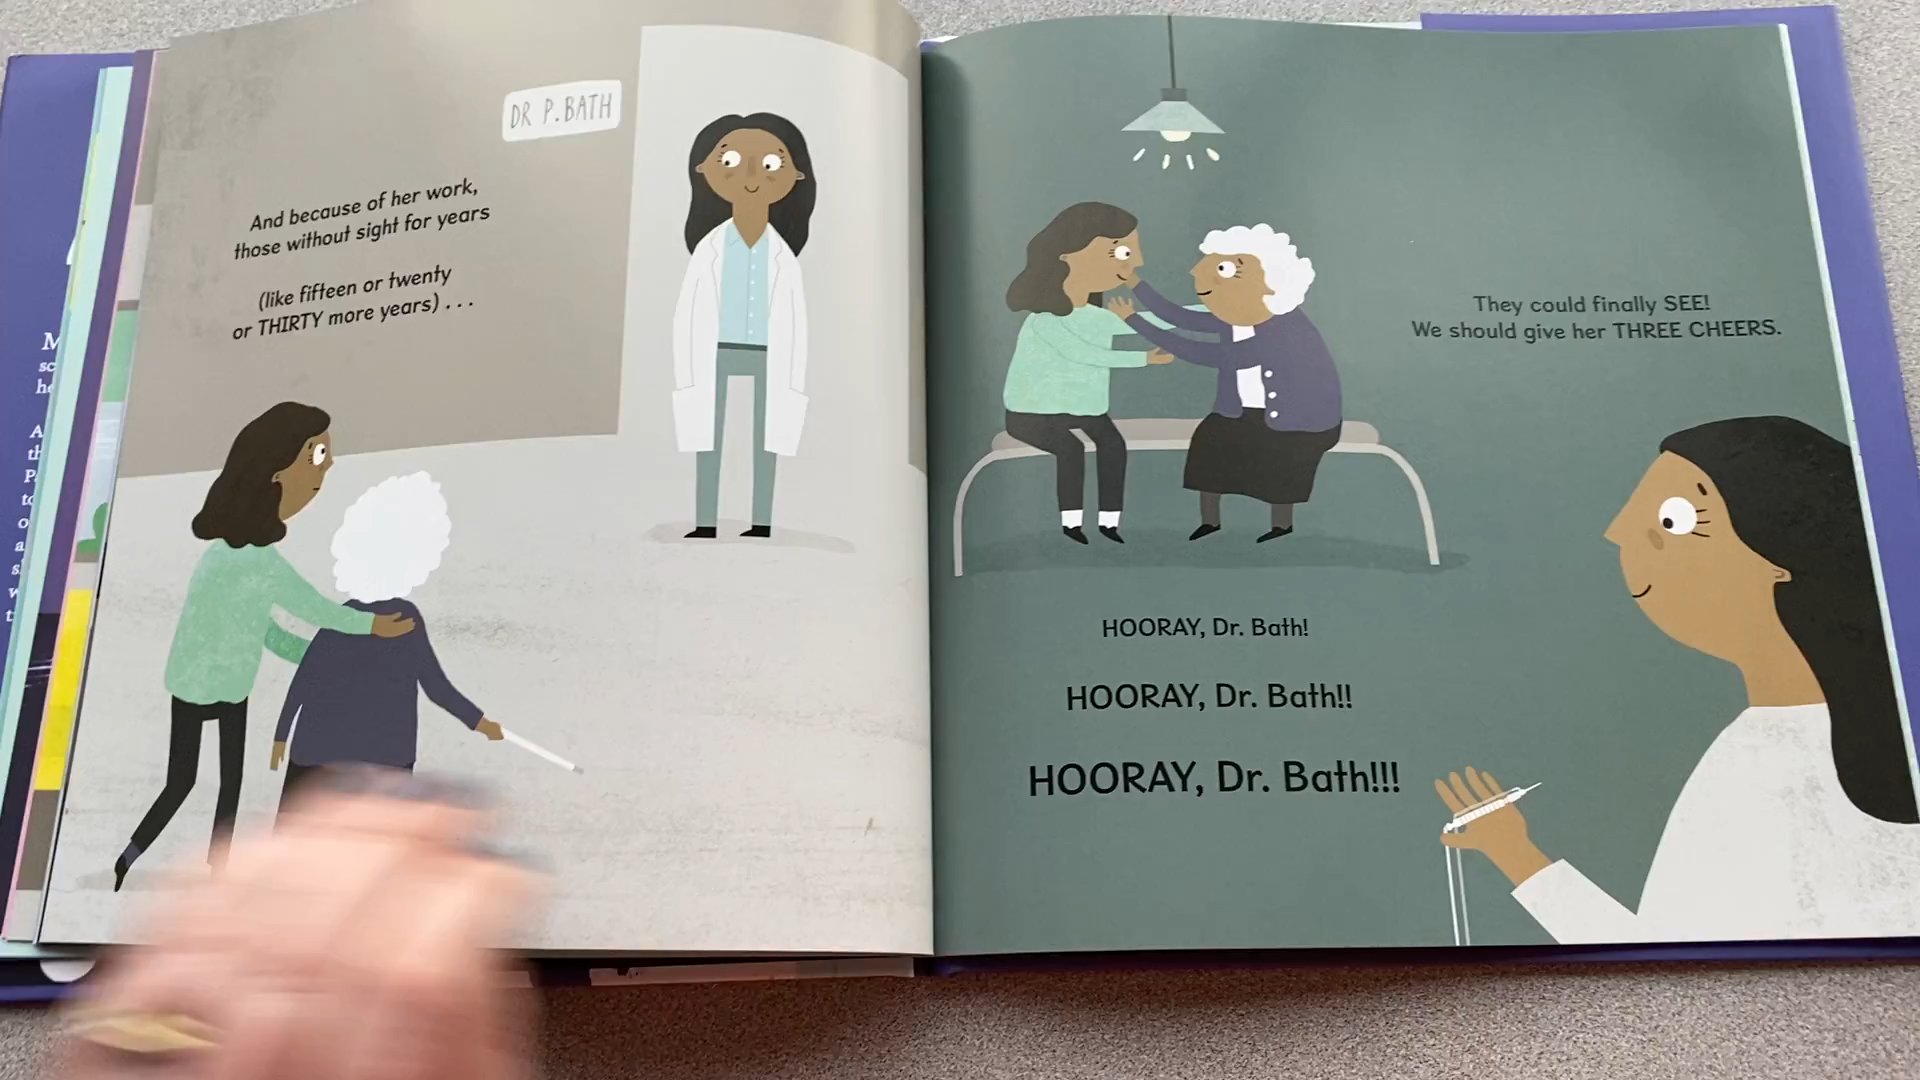 DR P. BATH
And because of her work,
those without sight for years
(like fifteen or twenty
or THIRTY more years) . . .
They could finally SEE!
We should give her THREE CHEERS.
HOORAY, Dr. Bath!
HOORAY, Dr. Bath!!
HOORAY, Dr. Bath!!!